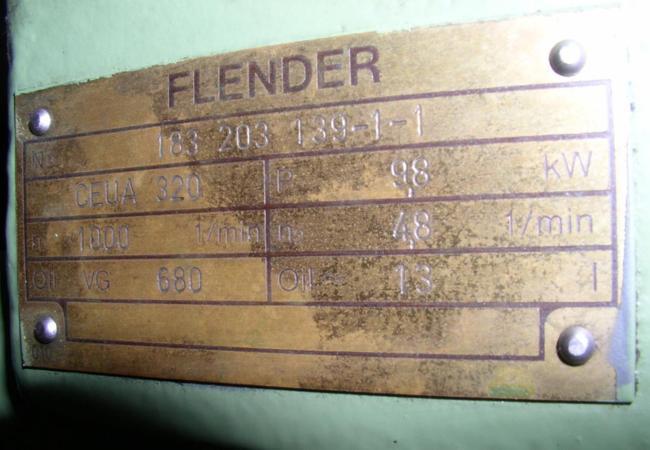 FLENDER
Nr. 183 203 139-1-1
CEUA 320 P 98 kW
n₁ 1000 1/min n₂ 48 1/min
Oil VG 680 Oil 13 l